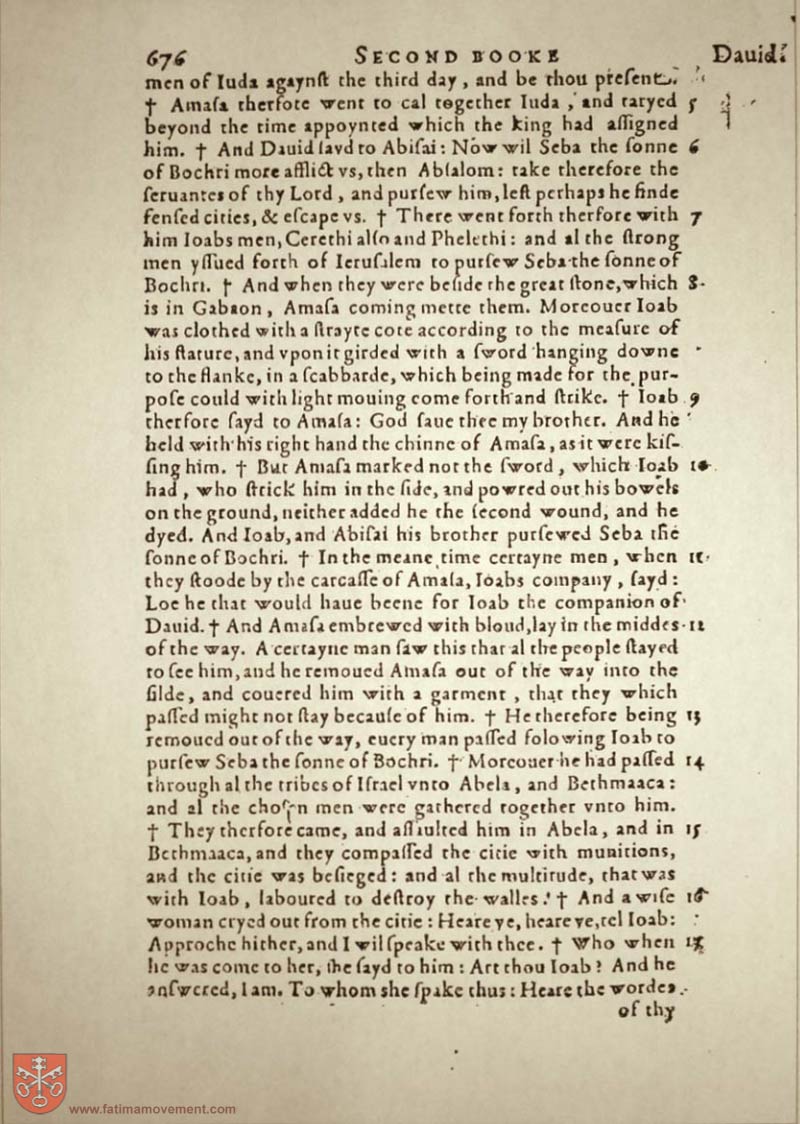 676 SECOND BOOKE Dauid.
men of Iuda agaynſt the third day, and be thou preſent.
† Amaſa therfore went to cal together Iuda, and taryed 5
beyond the time appoynted which the king had aſſigned
him. † And Dauid ſayd to Abiſai: Now wil Seba the ſonne 6
of Bochri more afflict vs, then Abſalom: take therefore the
ſeruantes of thy Lord, and purſew him, leſt perhaps he finde
fenſed cities, & eſcape vs. † There went forth therfore with 7
him Ioabs men, Cerethi alſo and Phelethi: and al the ſtrong
men yſſued forth of Ieruſalem to purſew Seba the ſonne of
Bochri. † And when they were beſide the great ſtone, which 8
is in Gabaon, Amaſa coming mette them. Moreouer Ioab
was clothed with a ſtrayte cote according to the meaſure of
his ſtature, and vpon it girded with a ſword hanging downe
to the flanke, in a ſcabbarde, which being made for the pur-
poſe could with light mouing come forth and ſtrike. † Ioab 9
therfore ſayd to Amaſa: God ſaue thee my brother. And he
held with his right hand the chinne of Amaſa, as it were kiſ-
ſing him. † But Amaſa marked not the ſword, which Ioab 10
had, who ſtrick him in the ſide, and powred out his bowels
on the ground, neither added he the ſecond wound, and he
dyed. And Ioab, and Abiſai his brother purſewed Seba the
ſonne of Bochri. † In the meane time certayne men, when 11
they ſtoode by the carcaſſe of Amaſa, Ioabs company, ſayd:
Loe he that would haue beene for Ioab the companion of
Dauid. † And Amaſa embrewed with bloud, lay in the middes 12
of the way. A certayne man ſaw this that al the people ſtayed
to ſee him, and he remoued Amaſa out of the way into the
filde, and couered him with a garment, that they which
paſſed might not ſtay becauſe of him. † He therefore being 13
remoued out of the way, euery man paſſed folowing Ioab to
purſew Seba the ſonne of Bochri. † Moreouer he had paſſed 14
through al the tribes of Iſrael vnto Abela, and Bethmaaca:
and al the choſen men were gathered together vnto him.
† They therfore came, and aſſaulted him in Abela, and in 15
Bethmaaca, and they compaſſed the citie with munitions,
and the citie was beſieged: and al the multitude, that was
with Ioab, laboured to deſtroy the walles. † And a wiſe 16
woman cryed out from the citie: Heare ye, heare ye, tel Ioab:
Approche hither, and I wil ſpeake with thee. † Who when 17
he was come to her, ſhe ſayd to him: Art thou Ioab? And he
anſwered, I am. To whom she ſpake thus: Heare the wordes
of thy
www.fatimamovement.com